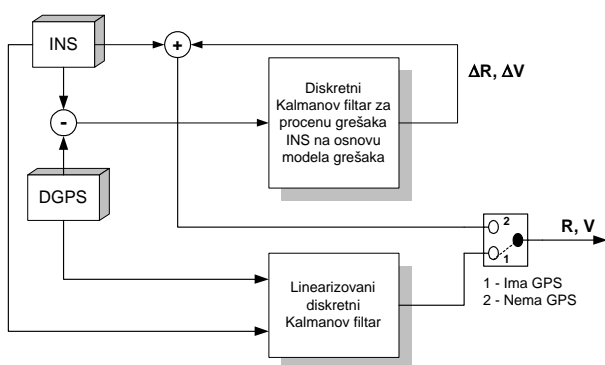 INS
+
ΔR, ΔV
Diskretni
Kalmanov filtar za
procenu grešaka
INS na osnovu
modela grešaka
-
DGPS
2
R, V
1
Linearizovani
diskretni
Kalmanov filtar
1 - Ima GPS
2 - Nema GPS